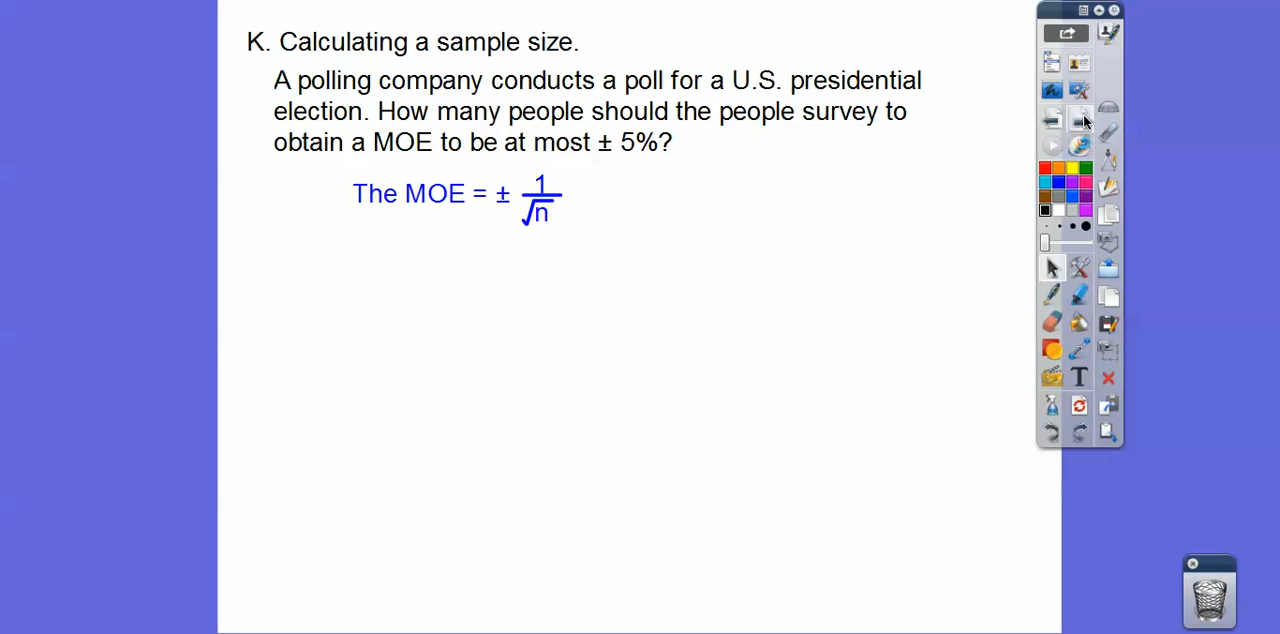 K. Calculating a sample size.
A polling company conducts a poll for a U.S. presidential
election. How many people should the people survey to
obtain a MOE to be at most ± 5%?
The MOE = ± 1/√n
T